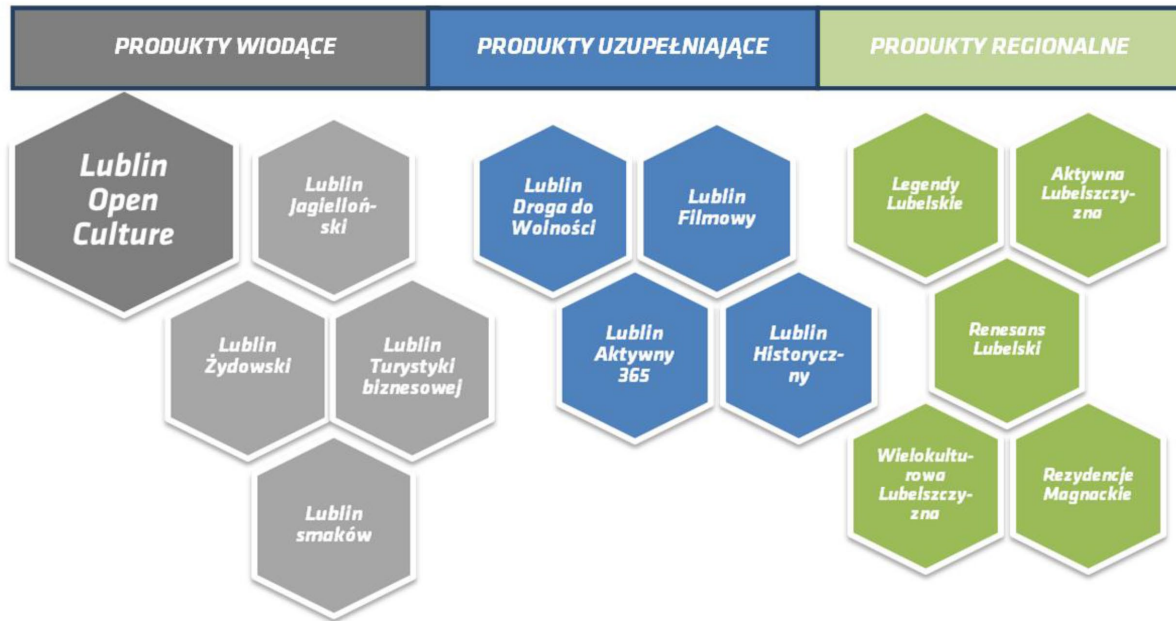 PRODUKTY WIODĄCE
PRODUKTY UZUPEŁNIAJĄCE
PRODUKTY REGIONALNE
Lublin
Open
Culture
Lublin
Jagielloń-
ski
Lublin
Żydowski
Lublin
Turystyki
biznesowej
Lublin
smaków
Lublin
Droga do
Wolności
Lublin
Filmowy
Lublin
Aktywny
365
Lublin
Historycz-
ny
Legendy
Lubelskie
Aktywna
Lubelszczy-
zna
Renesans
Lubelski
Wielokultu-
rowa
Lubelszczy-
zna
Rezydencje
Magnackie